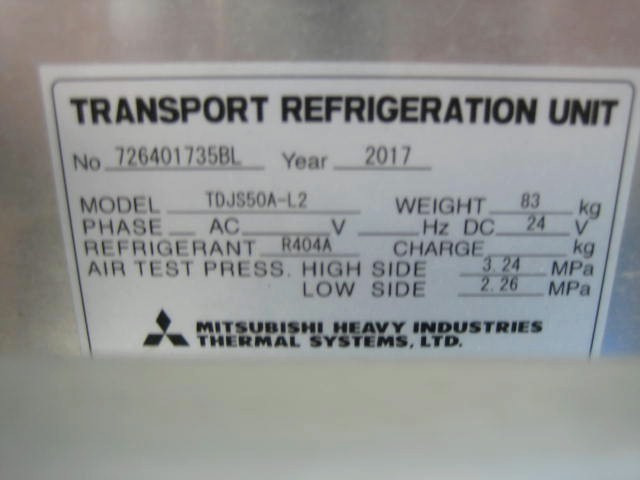 TRANSPORT REFRIGERATION UNIT
No 726401735BL Year 2017
MODEL TDJS50A-L2 WEIGHT 83 kg
PHASE AC V Hz DC 24 V
REFRIGERANT R404A CHARGE kg
AIR TEST PRESS. HIGH SIDE 3.24 MPa
LOW SIDE 2.26 MPa
MITSUBISHI HEAVY INDUSTRIES
THERMAL SYSTEMS, LTD.